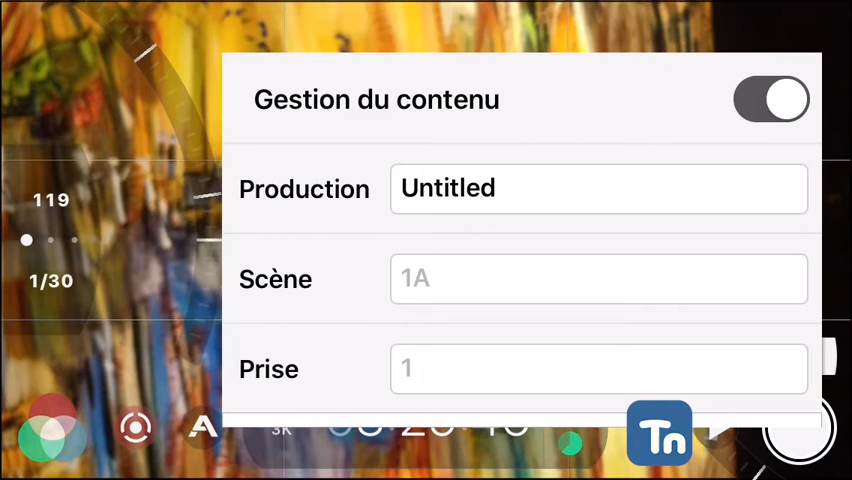 Gestion du contenu
Production Untitled
119
Scène 1A
1/30
Prise 1
A
3K
Tn